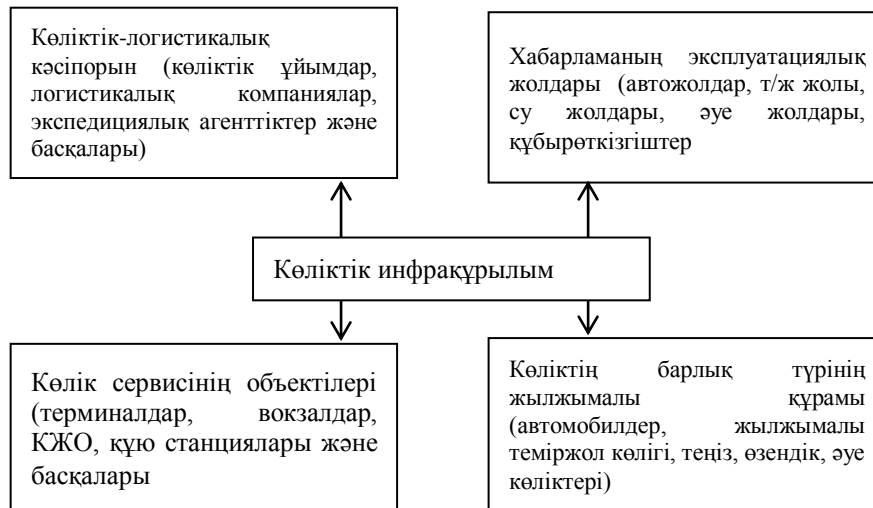 Көліктік-логистикалық
кәсіпорын (көліктік ұйымдар,
логистикалық компаниялар,
экспедициялық агенттіктер және
басқалары)
Хабарламаның эксплуатациялық
жолдары (автожолдар, т/ж жолы,
су жолдары, әуе жолдары,
құбырөткізгіштер
Көліктік инфрақұрылым
Көлік сервисінің объектілері
(терминалдар, вокзалдар,
КЖО, құю станциялары және
басқалары
Көліктің барлық түрінің
жылжымалы құрамы
(автомобилдер, жылжымалы
теміржол көлігі, теңіз, өзендік, әуе
көліктері)